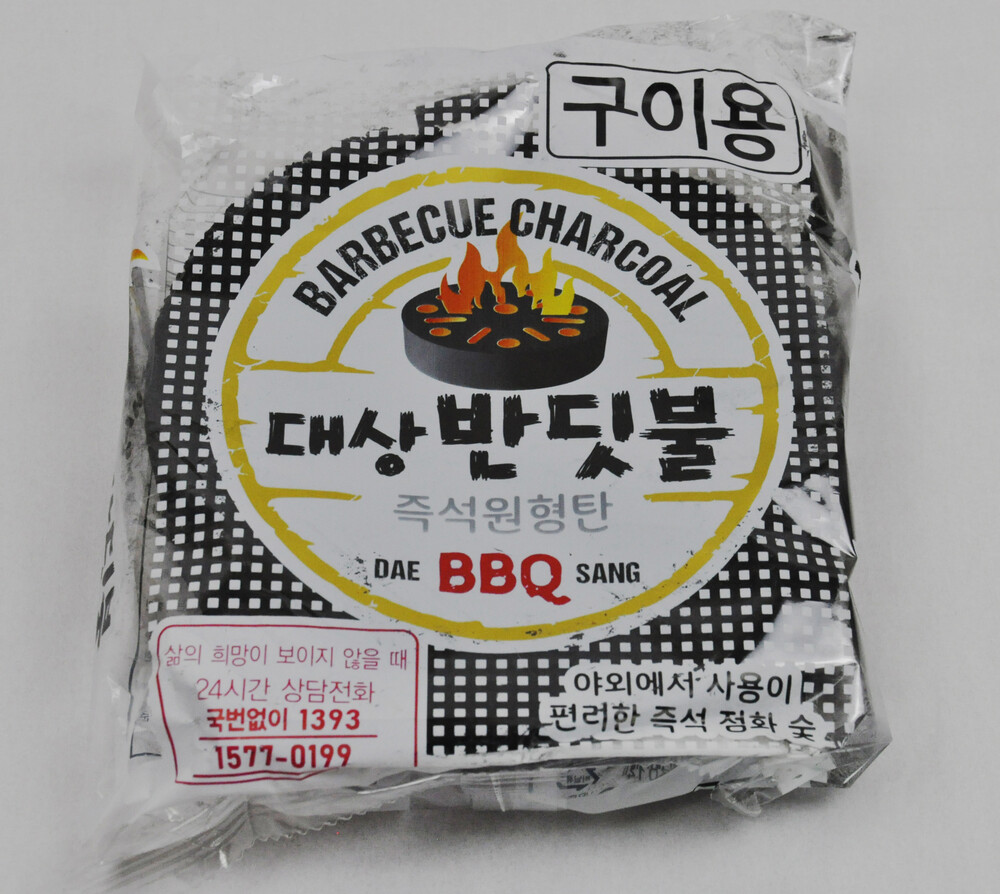 구이용
BARBECUE CHARCOAL
대상반딧불
즉석원형탄
DAE BBQ SANG
삶의 희망이 보이지 않을 때
24시간 상담전화
국번없이 1393
1577-0199
야외에서 사용이
편리한 즉석 점화 숯